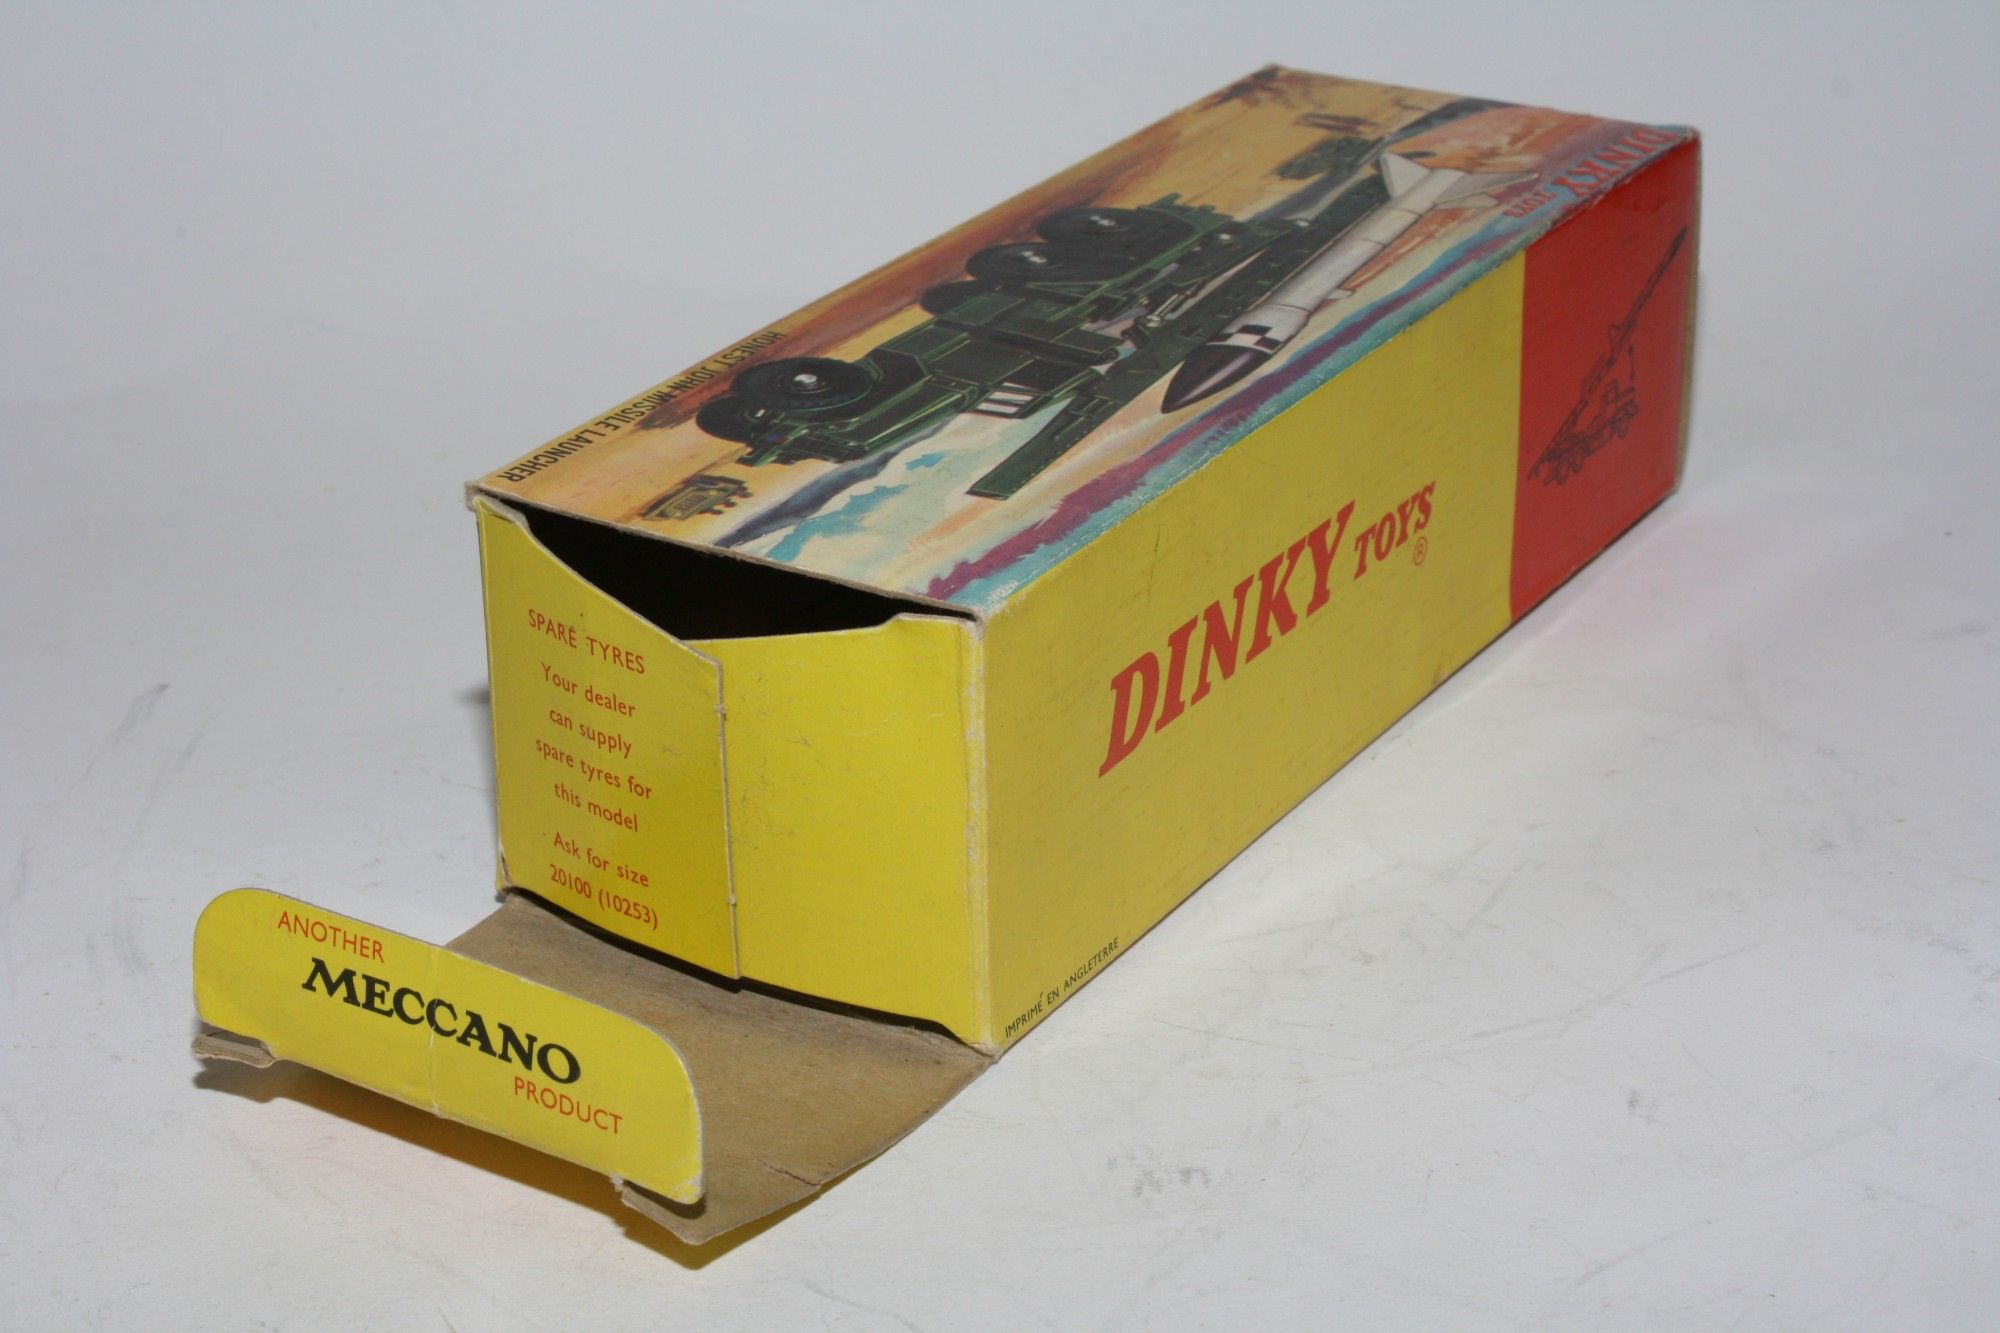 DINKY TOYS
HONEST JOHN MISSILE LAUNCHER
DINKY TOYS
®
IMPRIMÉ EN ANGLETERRE
SPARE TYRES
Your dealer
can supply
spare tyres for
this model
Ask for size
20100 (10253)
ANOTHER
MECCANO
PRODUCT